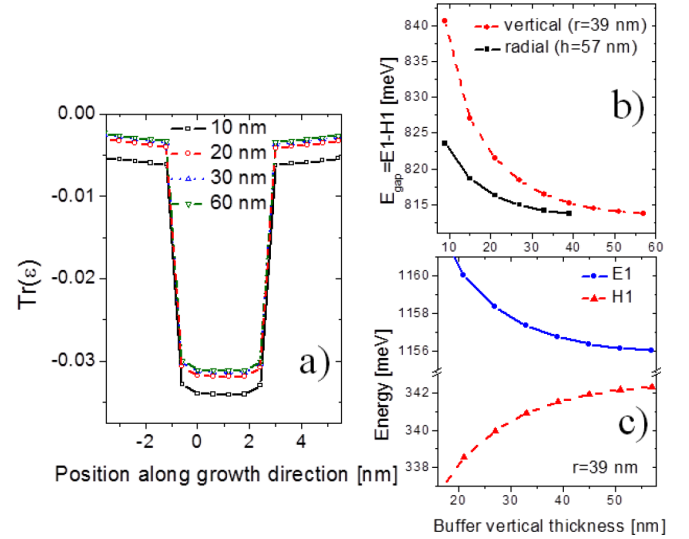 10 nm
20 nm
30 nm
60 nm
0.00
-0.01
-0.02
-0.03
Tr(ε)
a)
-2 0 2 4
Position along growth direction [nm]
vertical (r=39 nm)
radial (h=57 nm)
840
835
830
825
820
815
E_gap=E1-H1 [meV]
b)
10 20 30 40 50 60
E1
H1
1160
1158
1156
342
340
338
Energy [meV]
c)
r=39 nm
20 30 40 50
Buffer vertical thickness [nm]